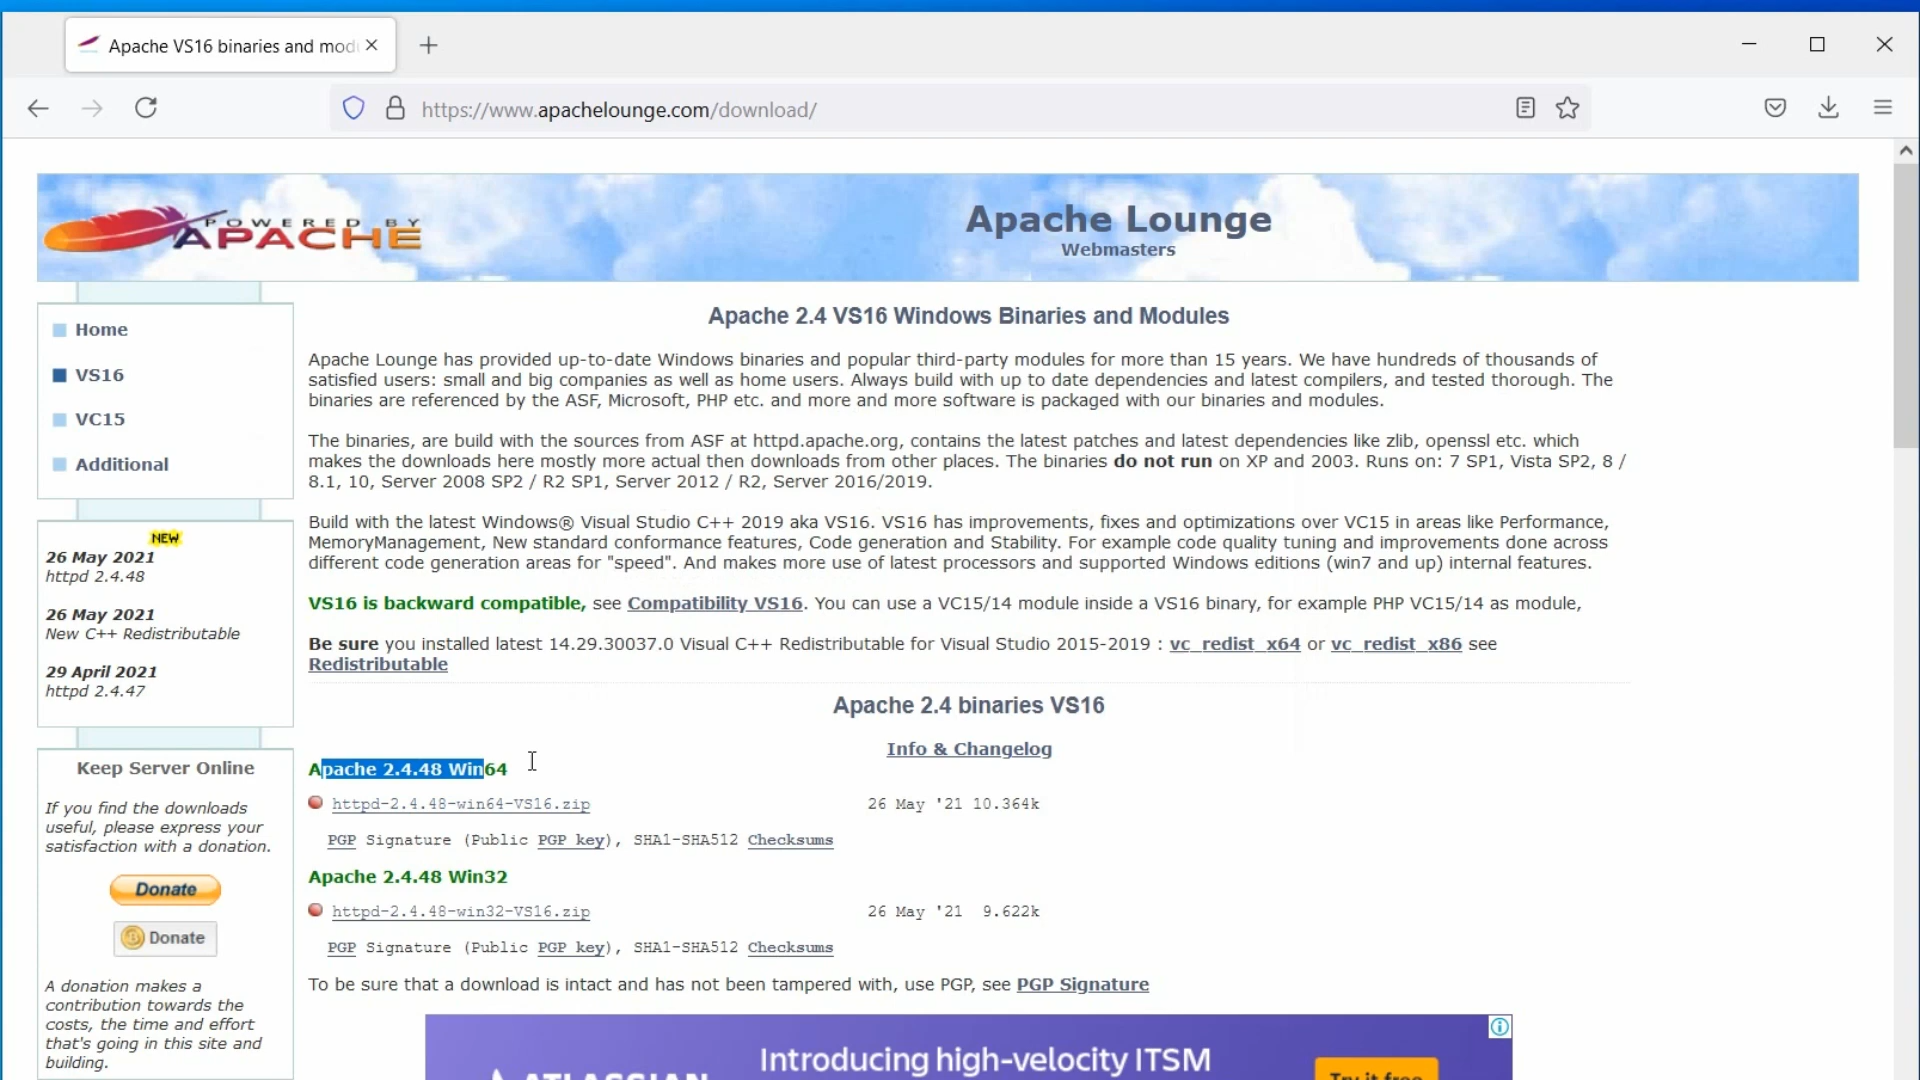 Apache VS16 binaries and mod
https://www.apachelounge.com/download/
POWERED BY
APACHE
Apache Lounge
Webmasters
Home
VS16
VC15
Additional
NEW
26 May 2021
httpd 2.4.48
26 May 2021
New C++ Redistributable
29 April 2021
httpd 2.4.47
Keep Server Online
If you find the downloads
useful, please express your
satisfaction with a donation.
Donate
Donate
A donation makes a
contribution towards the
costs, the time and effort
that's going in this site and
building.
Apache 2.4 VS16 Windows Binaries and Modules
Apache Lounge has provided up-to-date Windows binaries and popular third-party modules for more than 15 years. We have hundreds of thousands of
satisfied users: small and big companies as well as home users. Always build with up to date dependencies and latest compilers, and tested thorough. The
binaries are referenced by the ASF, Microsoft, PHP etc. and more and more software is packaged with our binaries and modules.
The binaries, are build with the sources from ASF at httpd.apache.org, contains the latest patches and latest dependencies like zlib, openssl etc. which
makes the downloads here mostly more actual then downloads from other places. The binaries do not run on XP and 2003. Runs on: 7 SP1, Vista SP2, 8 /
8.1, 10, Server 2008 SP2 / R2 SP1, Server 2012 / R2, Server 2016/2019.
Build with the latest Windows® Visual Studio C++ 2019 aka VS16. VS16 has improvements, fixes and optimizations over VC15 in areas like Performance,
MemoryManagement, New standard conformance features, Code generation and Stability. For example code quality tuning and improvements done across
different code generation areas for "speed". And makes more use of latest processors and supported Windows editions (win7 and up) internal features.
VS16 is backward compatible, see Compatibility VS16. You can use a VC15/14 module inside a VS16 binary, for example PHP VC15/14 as module,
Be sure you installed latest 14.29.30037.0 Visual C++ Redistributable for Visual Studio 2015-2019 : vc_redist_x64 or vc_redist_x86 see
Redistributable
Apache 2.4 binaries VS16
Info & Changelog
Apache 2.4.48 Win64
httpd-2.4.48-win64-VS16.zip 26 May '21 10.364k
PGP Signature (Public PGP key), SHA1-SHA512 Checksums
Apache 2.4.48 Win32
httpd-2.4.48-win32-VS16.zip 26 May '21 9.622k
PGP Signature (Public PGP key), SHA1-SHA512 Checksums
To be sure that a download is intact and has not been tampered with, use PGP, see PGP Signature
Introducing high-velocity ITSM
ATLASSIAN
Try it free